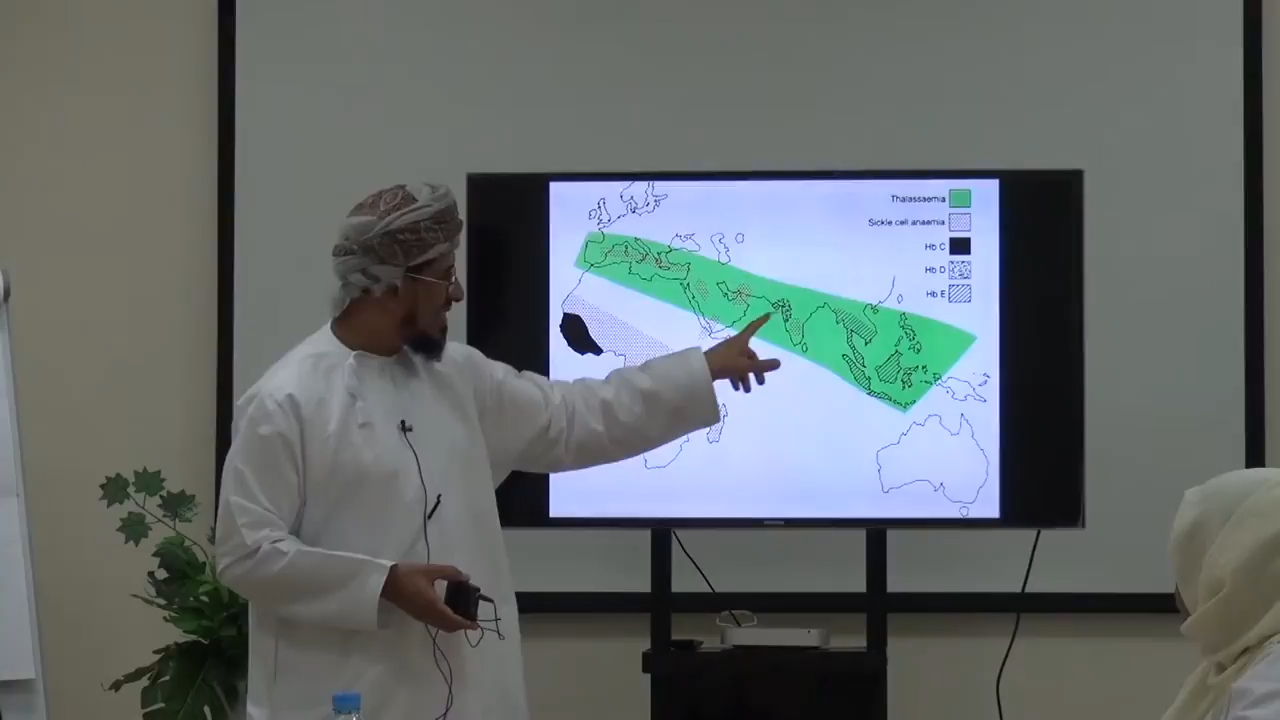 Thalassaemia
Sickle cell anaemia
Hb C
Hb D
Hb E